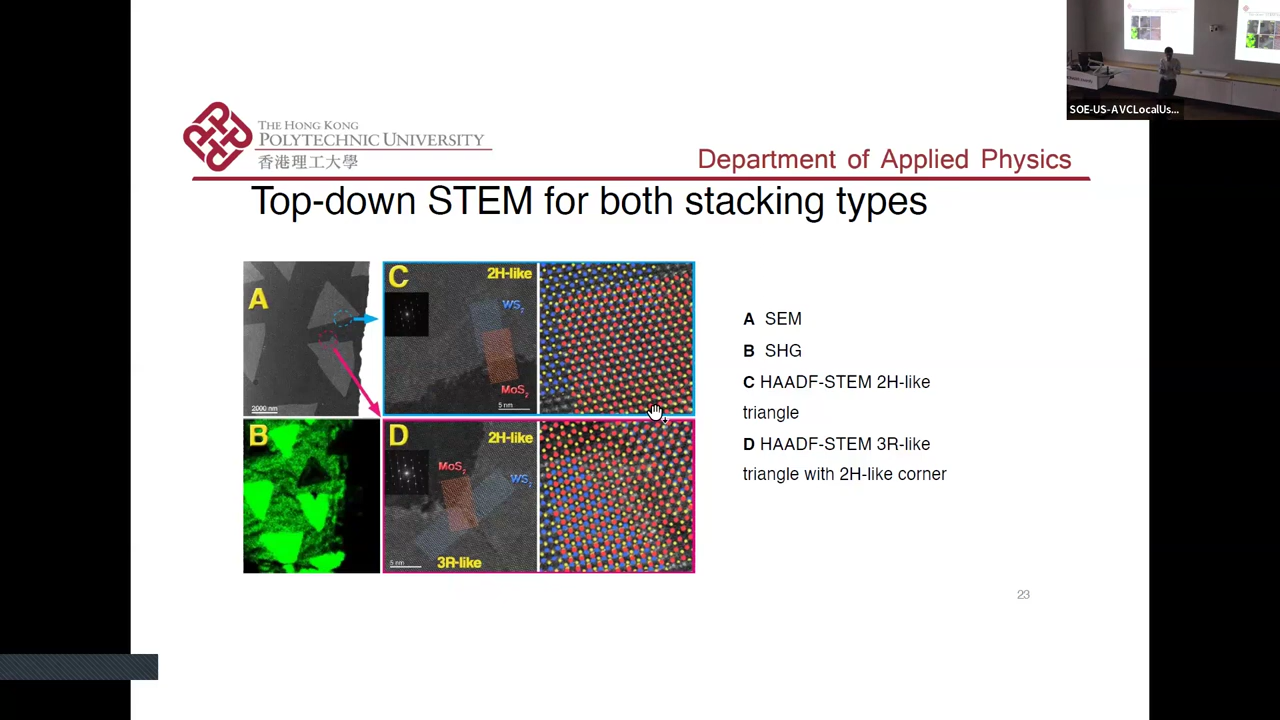 SOE-US-AVCLocalUs...
THE HONG KONG
POLYTECHNIC UNIVERSITY
香港理工大學
Department of Applied Physics
Top-down STEM for both stacking types
A
2000 nm
B
C
2H-like
WS₂
MoS₂
5 nm
D
2H-like
MoS₂
WS₂
5 nm
3R-like
A SEM
B SHG
C HAADF-STEM 2H-like
triangle
D HAADF-STEM 3R-like
triangle with 2H-like corner
23